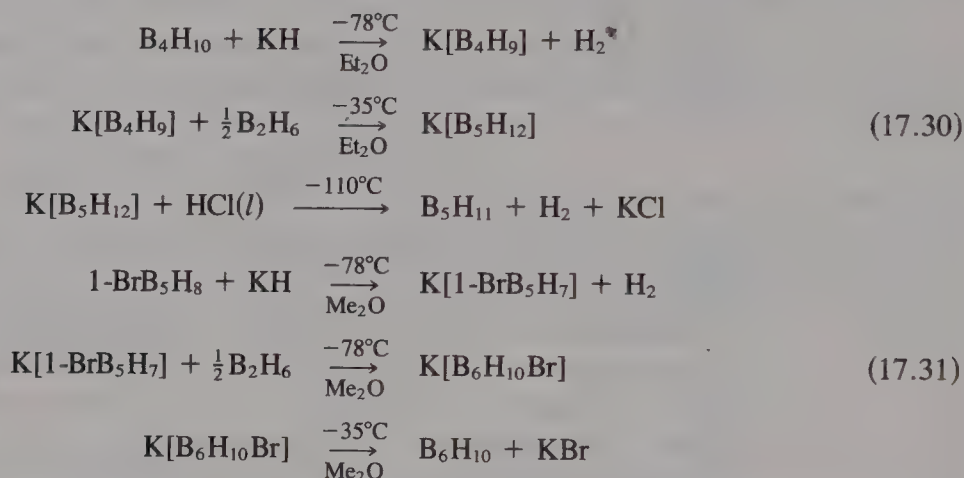 B₄H₁₀ + KH —−78°C/Et₂O→ K[B₄H₉] + H₂
K[B₄H₉] + ½B₂H₆ —−35°C/Et₂O→ K[B₅H₁₂] (17.30)
K[B₅H₁₂] + HCl(l) —−110°C→ B₅H₁₁ + H₂ + KCl
1-BrB₅H₈ + KH —−78°C/Me₂O→ K[1-BrB₅H₇] + H₂
K[1-BrB₅H₇] + ½B₂H₆ —−78°C/Me₂O→ K[B₆H₁₀Br] (17.31)
K[B₆H₁₀Br] —−35°C/Me₂O→ B₆H₁₀ + KBr